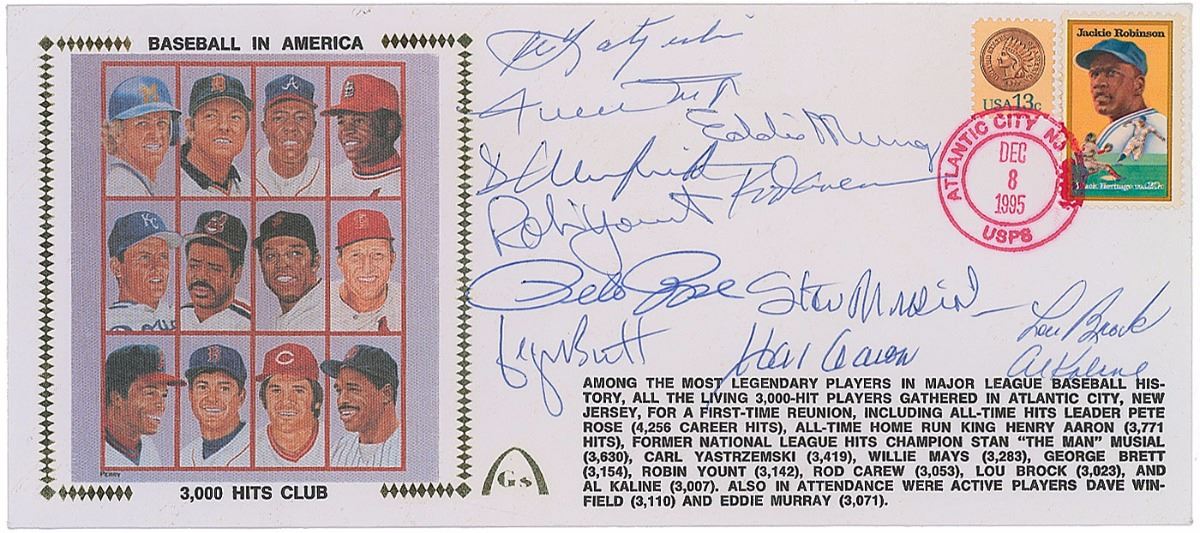 BASEBALL IN AMERICA
PERRY
3,000 HITS CLUB
Gs
Eddie Murray
Robin Yount
Pete Rose
Stan Musial
George Brett
Hank Aaron
Lou Brock
Al Kaline
USA 13c
Jackie Robinson
Black Heritage USA 20c
ATLANTIC CITY NJ
DEC
8
1995
USPS
AMONG THE MOST LEGENDARY PLAYERS IN MAJOR LEAGUE BASEBALL HIS-
TORY, ALL THE LIVING 3,000-HIT PLAYERS GATHERED IN ATLANTIC CITY, NEW
JERSEY, FOR A FIRST-TIME REUNION, INCLUDING ALL-TIME HITS LEADER PETE
ROSE (4,256 CAREER HITS), ALL-TIME HOME RUN KING HENRY AARON (3,771
HITS), FORMER NATIONAL LEAGUE HITS CHAMPION STAN "THE MAN" MUSIAL
(3,630), CARL YASTRZEMSKI (3,419), WILLIE MAYS (3,283), GEORGE BRETT
(3,154), ROBIN YOUNT (3,142), ROD CAREW (3,053), LOU BROCK (3,023), AND
AL KALINE (3,007). ALSO IN ATTENDANCE WERE ACTIVE PLAYERS DAVE WIN-
FIELD (3,110) AND EDDIE MURRAY (3,071).